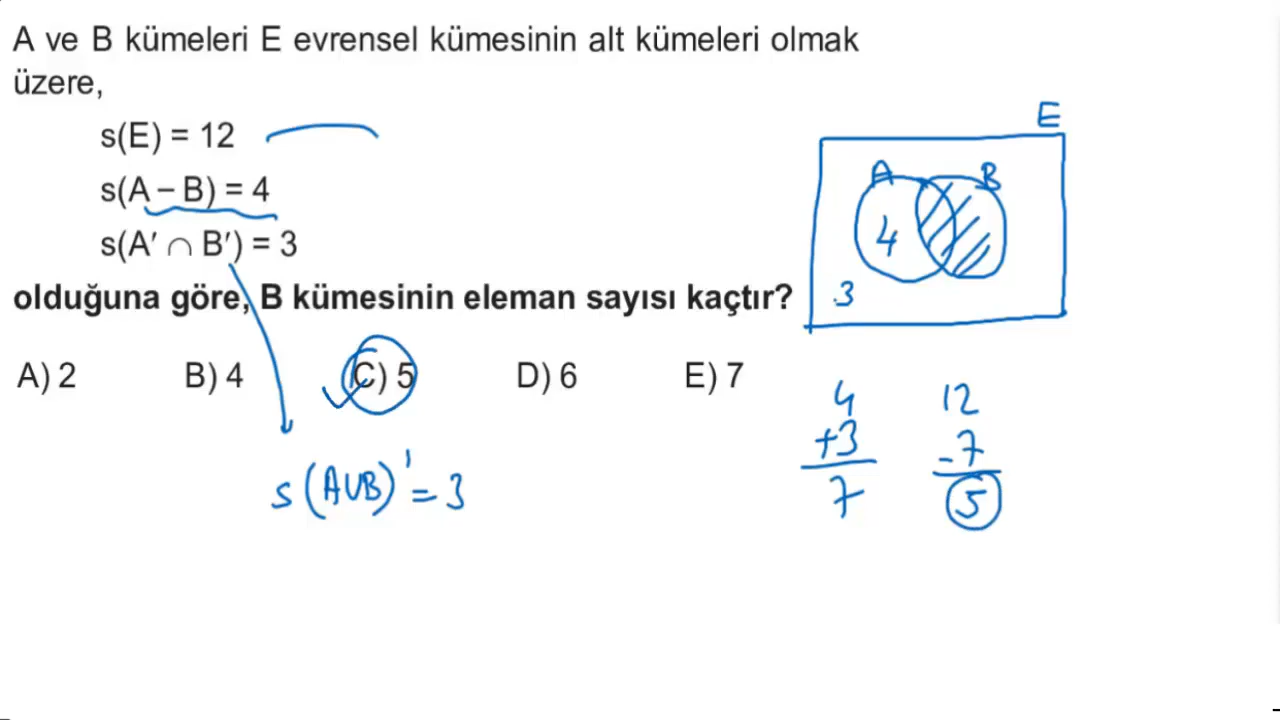 A ve B kümeleri E evrensel kümesinin alt kümeleri olmak
üzere,
s(E) = 12
s(A − B) = 4
s(A′ ∩ B′) = 3
olduğuna göre, B kümesinin eleman sayısı kaçtır?
A) 2 B) 4 C) 5 D) 6 E) 7
s(A∪B)' = 3
E
A B
4
3
4 12
+3 -7
7 5